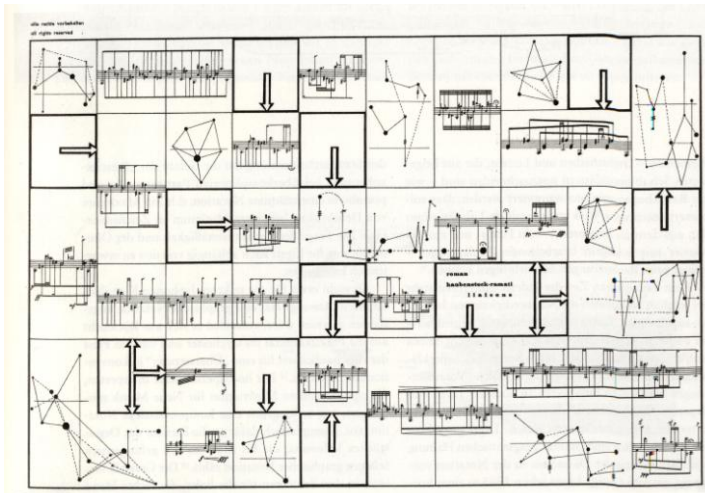 alle rechte vorbehalten
all rights reserved
roman
haubenstock-ramati
liaisons